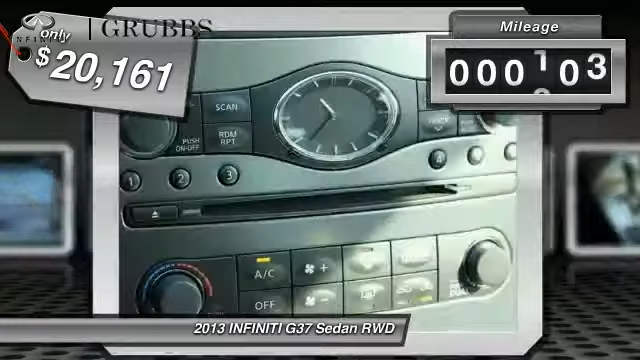 INFINITI
GRUBBS
only
$20,161
Mileage
000103
SCAN
PUSH
ON·OFF
RDM
RPT
1
2
3
4
A/C
+
OFF
-
2013 INFINITI G37 Sedan RWD